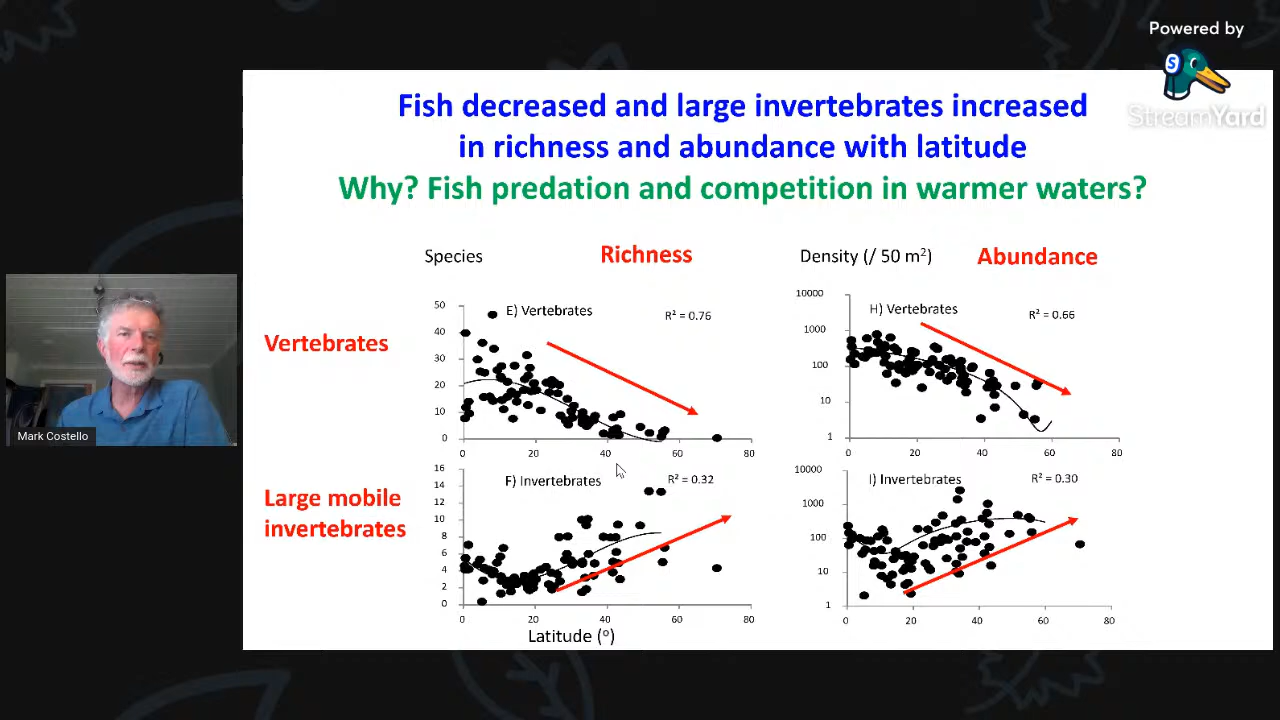 Powered by
StreamYard
Fish decreased and large invertebrates increased
in richness and abundance with latitude
Why? Fish predation and competition in warmer waters?
Species
Richness
Density (/ 50 m²)
Abundance
Vertebrates
50
40
30
20
10
0
E) Vertebrates
R² = 0.76
0
20
40
60
80
10000
1000
100
10
1
H) Vertebrates
R² = 0.66
0
20
40
60
80
Large mobile
invertebrates
16
14
12
10
8
6
4
2
0
F) Invertebrates
R² = 0.32
0
20
40
60
80
Latitude (°)
10000
1000
100
10
1
I) Invertebrates
R² = 0.30
0
20
40
60
80
Mark Costello